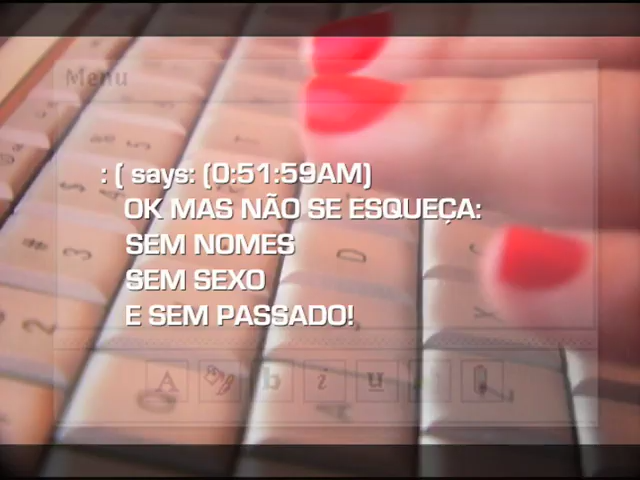 Menu
: ( says: (0:51:59AM)
OK MAS NÃO SE ESQUEÇA:
SEM NOMES
SEM SEXO
E SEM PASSADO!
A b i u